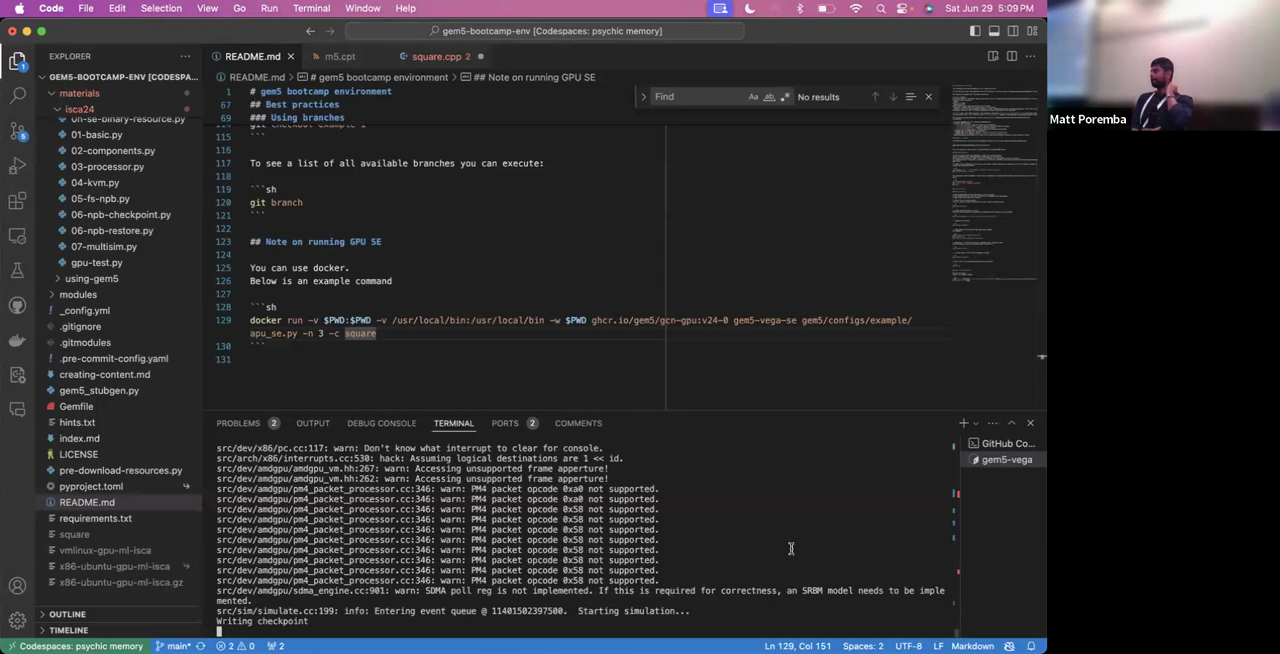 Code File Edit Selection View Go Run Terminal Window Help
Sat Jun 29 5:09 PM
gem5-bootcamp-env [Codespaces: psychic memory]
EXPLORER
README.md
m5.cpt
square.cpp 2
GEM5-BOOTCAMP-ENV [CODESPAC...
README.md > # gem5 bootcamp environment > ## Note on running GPU SE
materials
isca24
01-se-binary-resource.py
01-basic.py
02-components.py
03-processor.py
04-kvm.py
05-fs-npb.py
06-npb-checkpoint.py
06-npb-restore.py
07-multisim.py
gpu-test.py
using-gem5
modules
_config.yml
.gitignore
.gitmodules
.pre-commit-config.yaml
creating-content.md
gem5_stubgen.py
Gemfile
hints.txt
index.md
LICENSE
pre-download-resources.py
pyproject.toml
README.md
requirements.txt
square
vmlinux-gpu-ml-isca
x86-ubuntu-gpu-ml-isca
x86-ubuntu-gpu-ml-isca.gz
OUTLINE
TIMELINE
Find
Aa ab .*
No results
1 # gem5 bootcamp environment
67 ## Best practices
69 ### Using branches
114 git checkout example-1
115
116
117 To see a list of all available branches you can execute:
118
119 ```sh
120 git branch
121 ```
122
123 ## Note on running GPU SE
124
125 You can use docker.
126 Below is an example command
127
128 ```sh
129 docker run -v $PWD:$PWD -v /usr/local/bin:/usr/local/bin -w $PWD ghcr.io/gem5/gcn-gpu:v24-0 gem5-vega-se gem5/configs/example/
apu_se.py -n 3 -c square
130 ```
131
PROBLEMS 2 OUTPUT DEBUG CONSOLE TERMINAL PORTS 2 COMMENTS
src/dev/x86/pc.cc:117: warn: Don't know what interrupt to clear for console.
src/arch/x86/interrupts.cc:530: hack: Assuming logical destinations are 1 << id.
src/dev/amdgpu/amdgpu_vm.hh:267: warn: Accessing unsupported frame apperture!
src/dev/amdgpu/amdgpu_vm.hh:262: warn: Accessing unsupported frame apperture!
src/dev/amdgpu/pm4_packet_processor.cc:346: warn: PM4 packet opcode 0xa0 not supported.
src/dev/amdgpu/pm4_packet_processor.cc:346: warn: PM4 packet opcode 0xa0 not supported.
src/dev/amdgpu/pm4_packet_processor.cc:346: warn: PM4 packet opcode 0x58 not supported.
src/dev/amdgpu/pm4_packet_processor.cc:346: warn: PM4 packet opcode 0x58 not supported.
src/dev/amdgpu/pm4_packet_processor.cc:346: warn: PM4 packet opcode 0x58 not supported.
src/dev/amdgpu/pm4_packet_processor.cc:346: warn: PM4 packet opcode 0x58 not supported.
src/dev/amdgpu/pm4_packet_processor.cc:346: warn: PM4 packet opcode 0x58 not supported.
src/dev/amdgpu/pm4_packet_processor.cc:346: warn: PM4 packet opcode 0x58 not supported.
src/dev/amdgpu/pm4_packet_processor.cc:346: warn: PM4 packet opcode 0x58 not supported.
src/dev/amdgpu/pm4_packet_processor.cc:346: warn: PM4 packet opcode 0x58 not supported.
src/dev/amdgpu/sdma_engine.cc:901: warn: SDMA poll reg is not implemented. If this is required for correctness, an SRBM model needs to be imple
mented.
src/sim/simulate.cc:199: info: Entering event queue @ 11401502397500. Starting simulation...
Writing checkpoint
GitHub Co...
gem5-vega
Codespaces: psychic memory
main*
2 0
2
Ln 129, Col 151
Spaces: 2
UTF-8
LF
Markdown
Matt Poremba